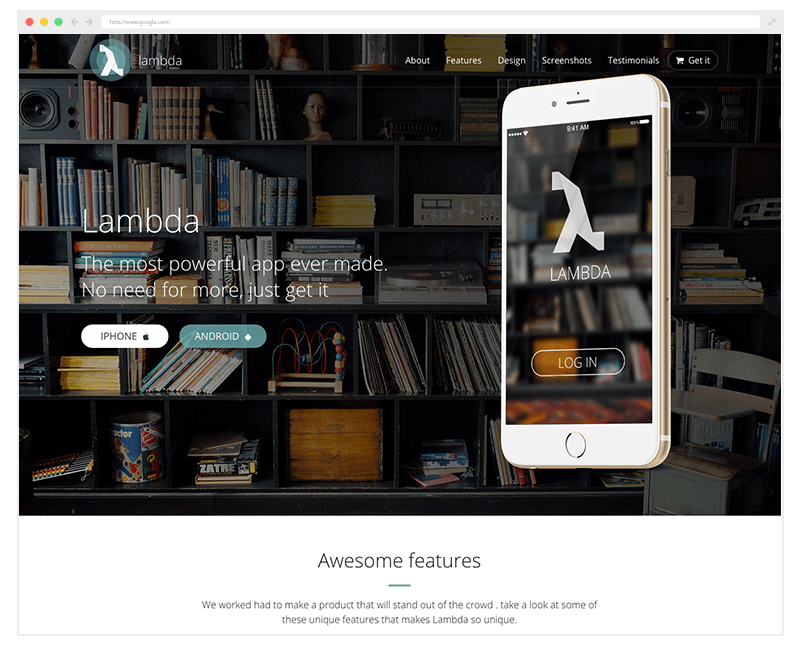 http://www.google.com/
lambda
About Features Design Screenshots Testimonials Get it
9:41 AM
100%
Lambda
The most powerful app ever made.
No need for more, just get it
IPHONE
ANDROID
LAMBDA
LOG IN
ZATRE
Awesome features
We worked had to make a product that will stand out of the crowd . take a look at some of
these unique features that makes Lambda so unique.